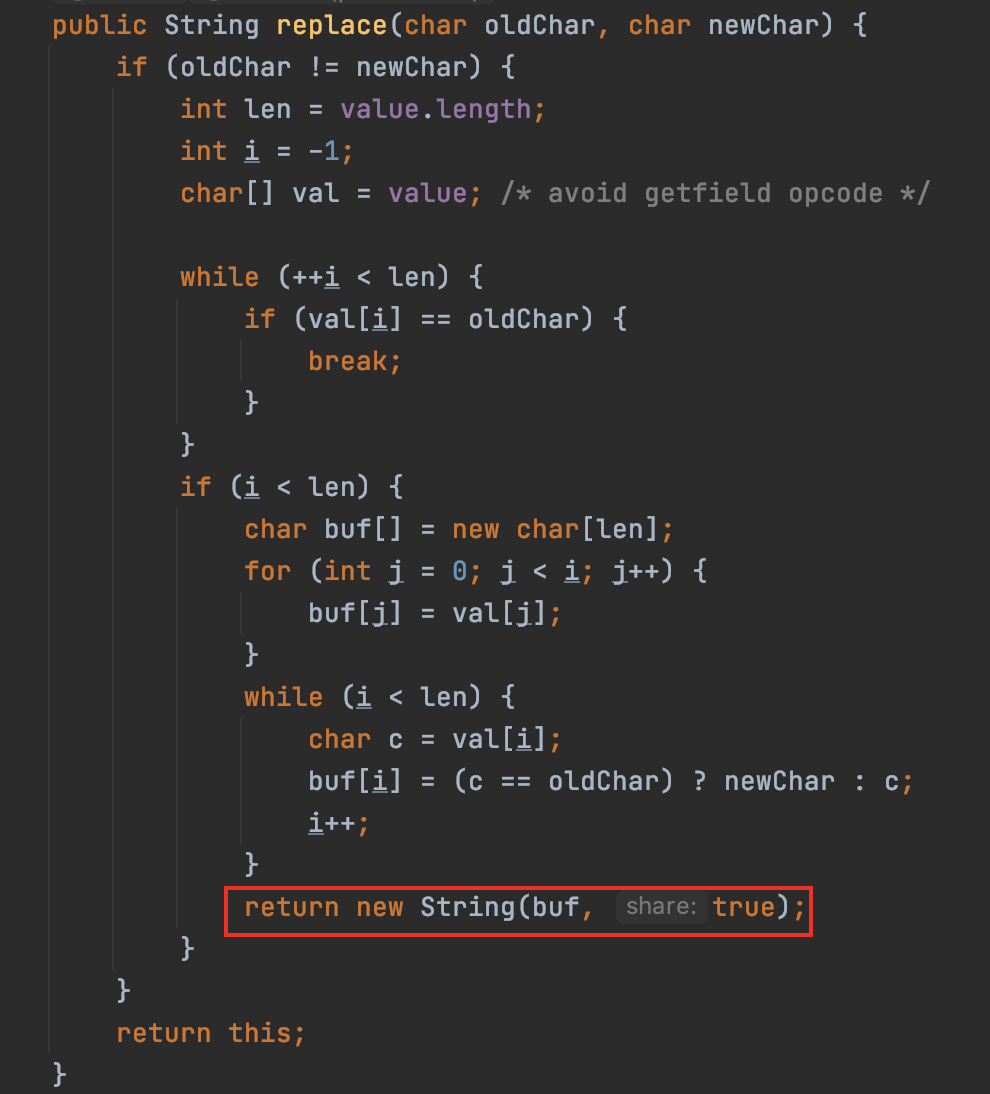 public String replace(char oldChar, char newChar) {
    if (oldChar != newChar) {
        int len = value.length;
        int i = -1;
        char[] val = value; /* avoid getfield opcode */

        while (++i < len) {
            if (val[i] == oldChar) {
                break;
            }
        }
        if (i < len) {
            char buf[] = new char[len];
            for (int j = 0; j < i; j++) {
                buf[j] = val[j];
            }
            while (i < len) {
                char c = val[i];
                buf[i] = (c == oldChar) ? newChar : c;
                i++;
            }
            return new String(buf, share: true);
        }
    }
    return this;
}